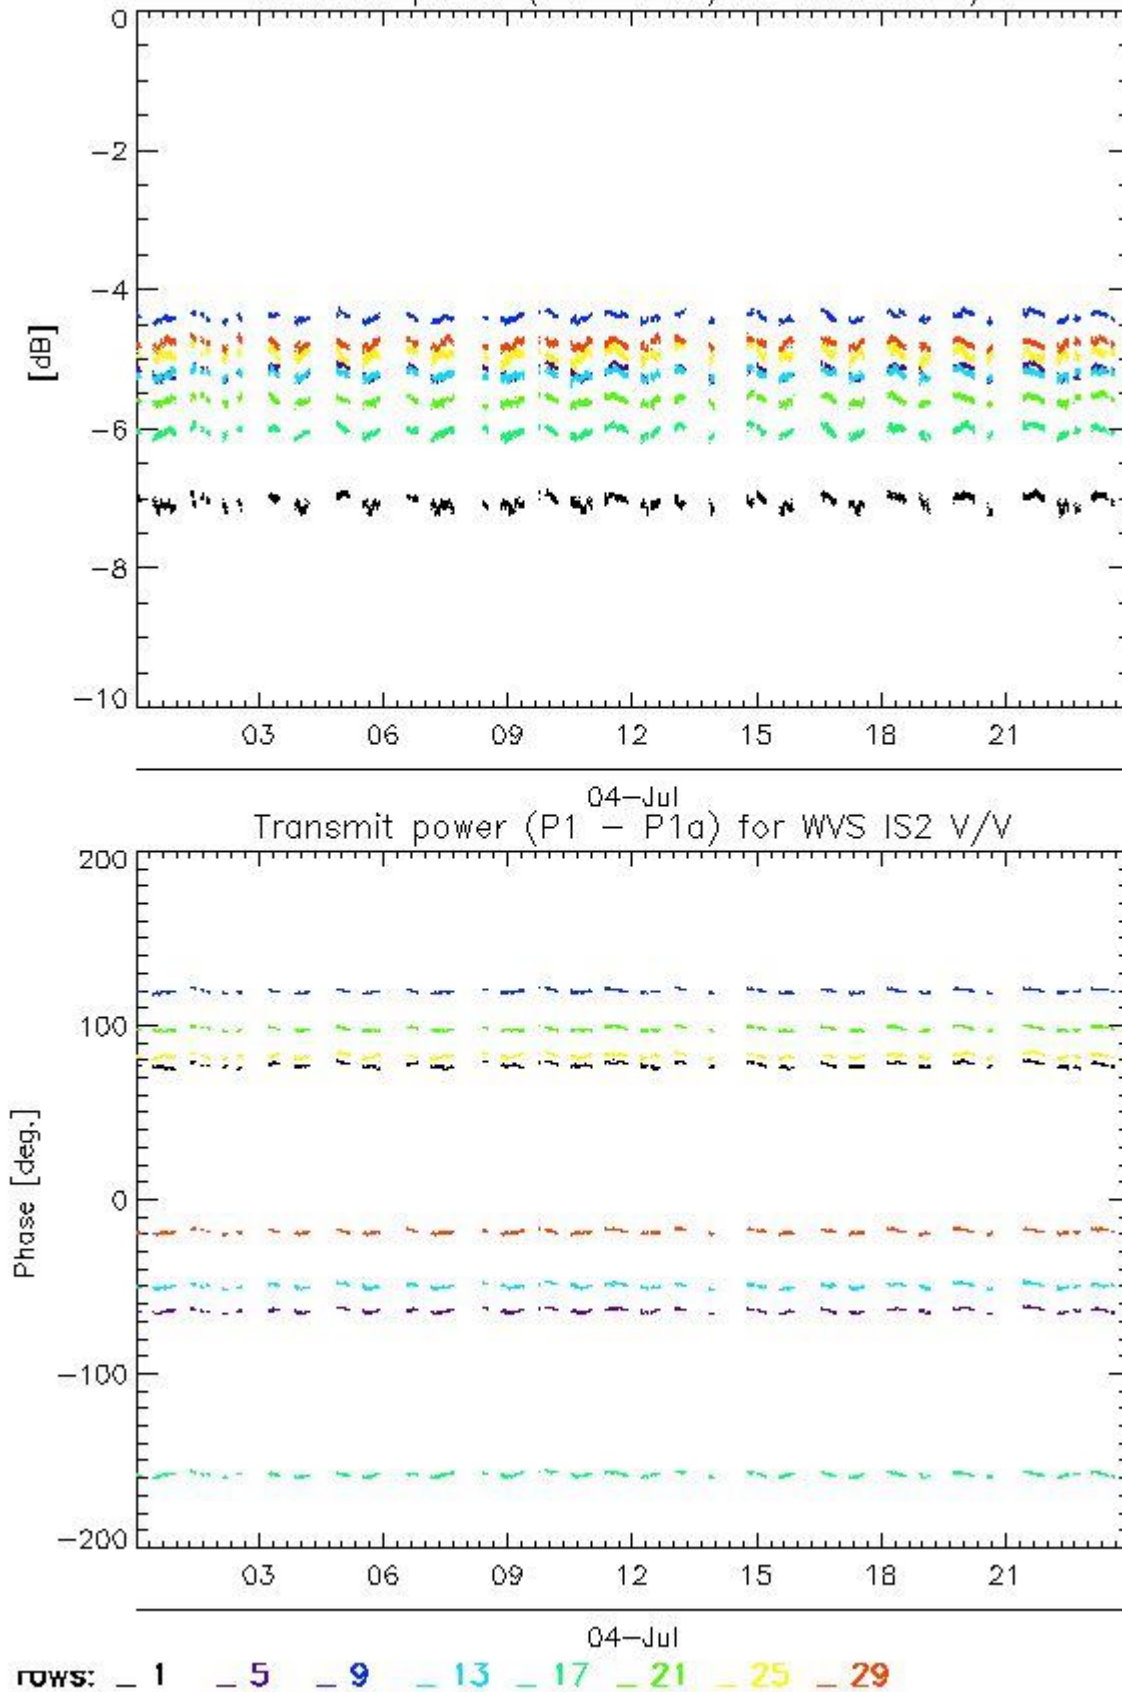 0
-2
-4
[dB]
-6
-8
-10
03 06 09 12 15 18 21
04-Jul
Transmit power (P1 - P1a) for WVS IS2 V/V
200
100
0
Phase [deg.]
-100
-200
03 06 09 12 15 18 21
04-Jul
rows: _ 1 _ 5 _ 9 _ 13 _ 17 _ 21 _ 25 _ 29